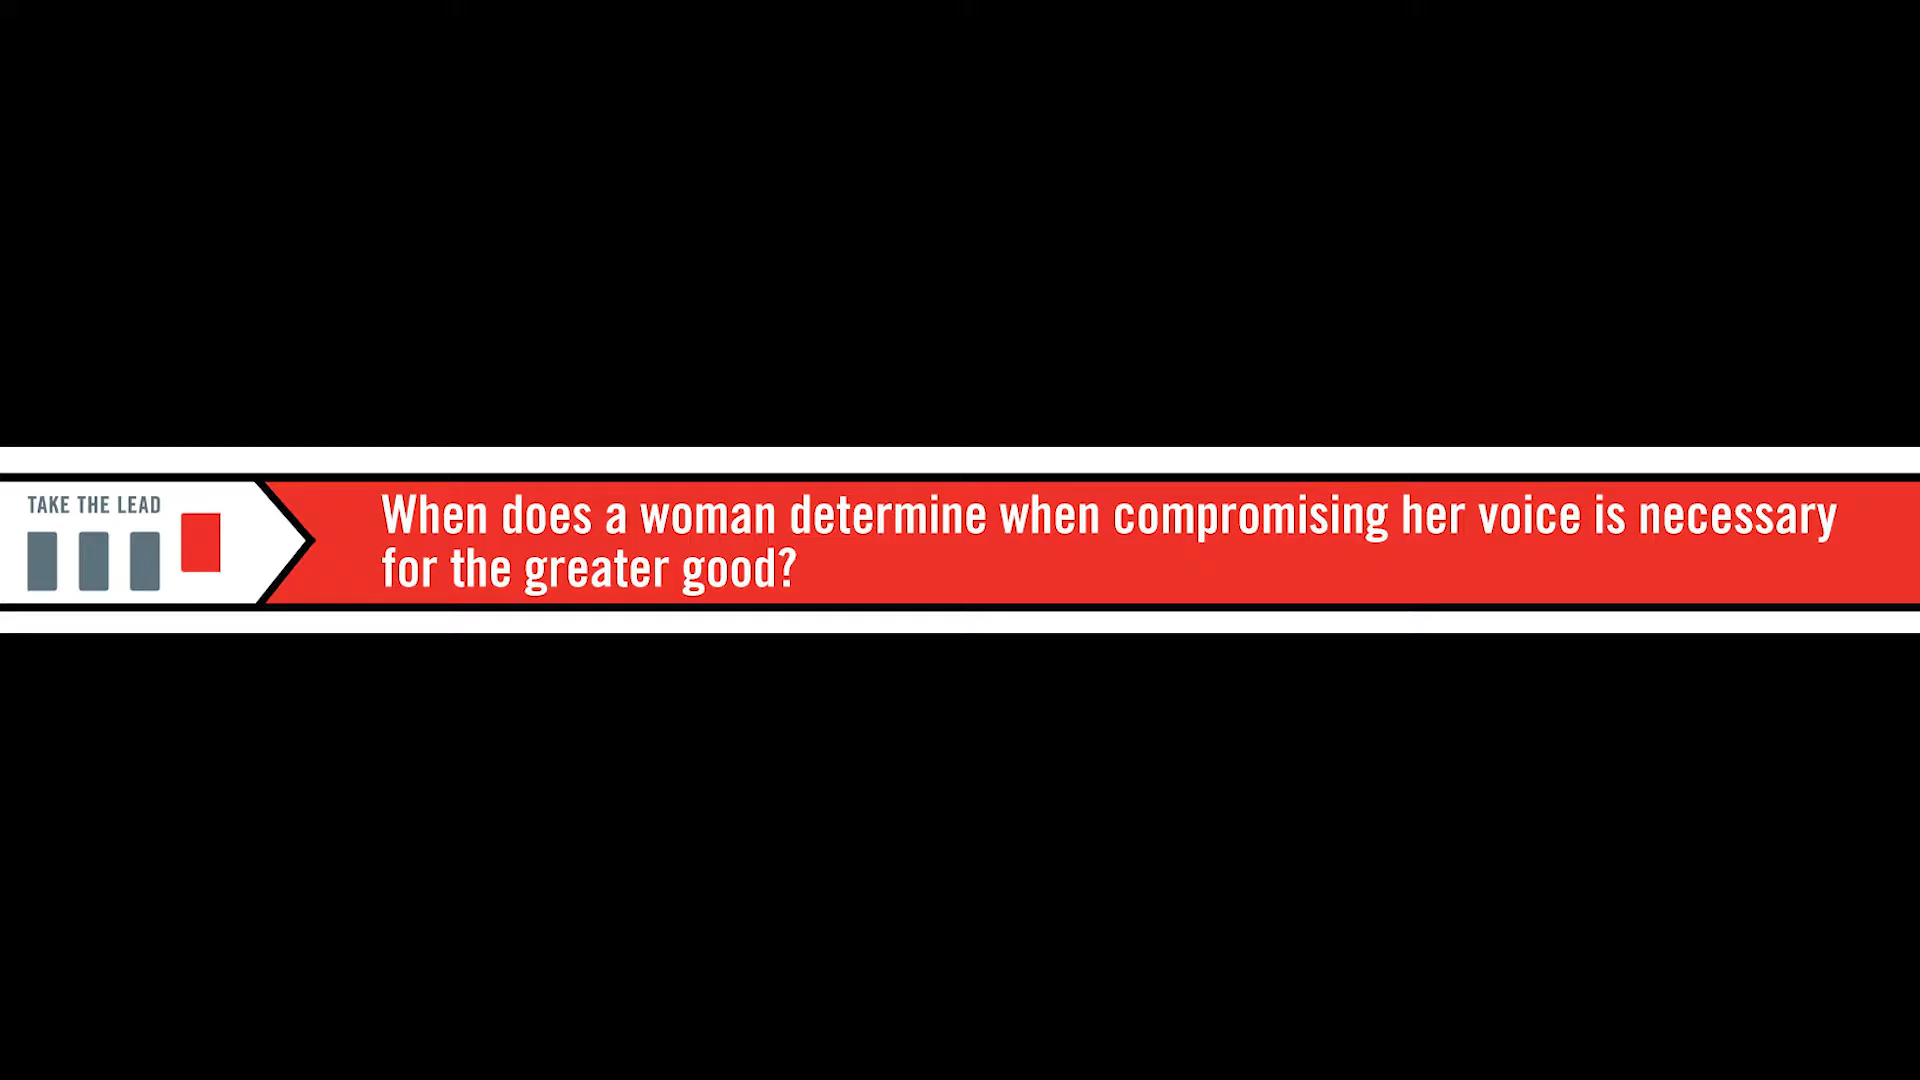 TAKE THE LEAD
When does a woman determine when compromising her voice is necessary
for the greater good?